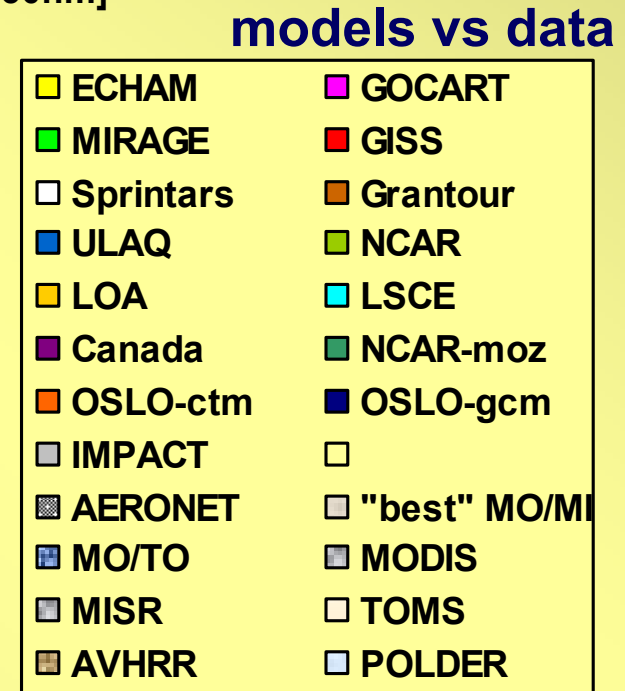 models vs data
ECHAM GOCART
MIRAGE GISS
Sprintars Grantour
ULAQ NCAR
LOA LSCE
Canada NCAR-moz
OSLO-ctm OSLO-gcm
IMPACT
AERONET "best" MO/MI
MO/TO MODIS
MISR TOMS
AVHRR POLDER